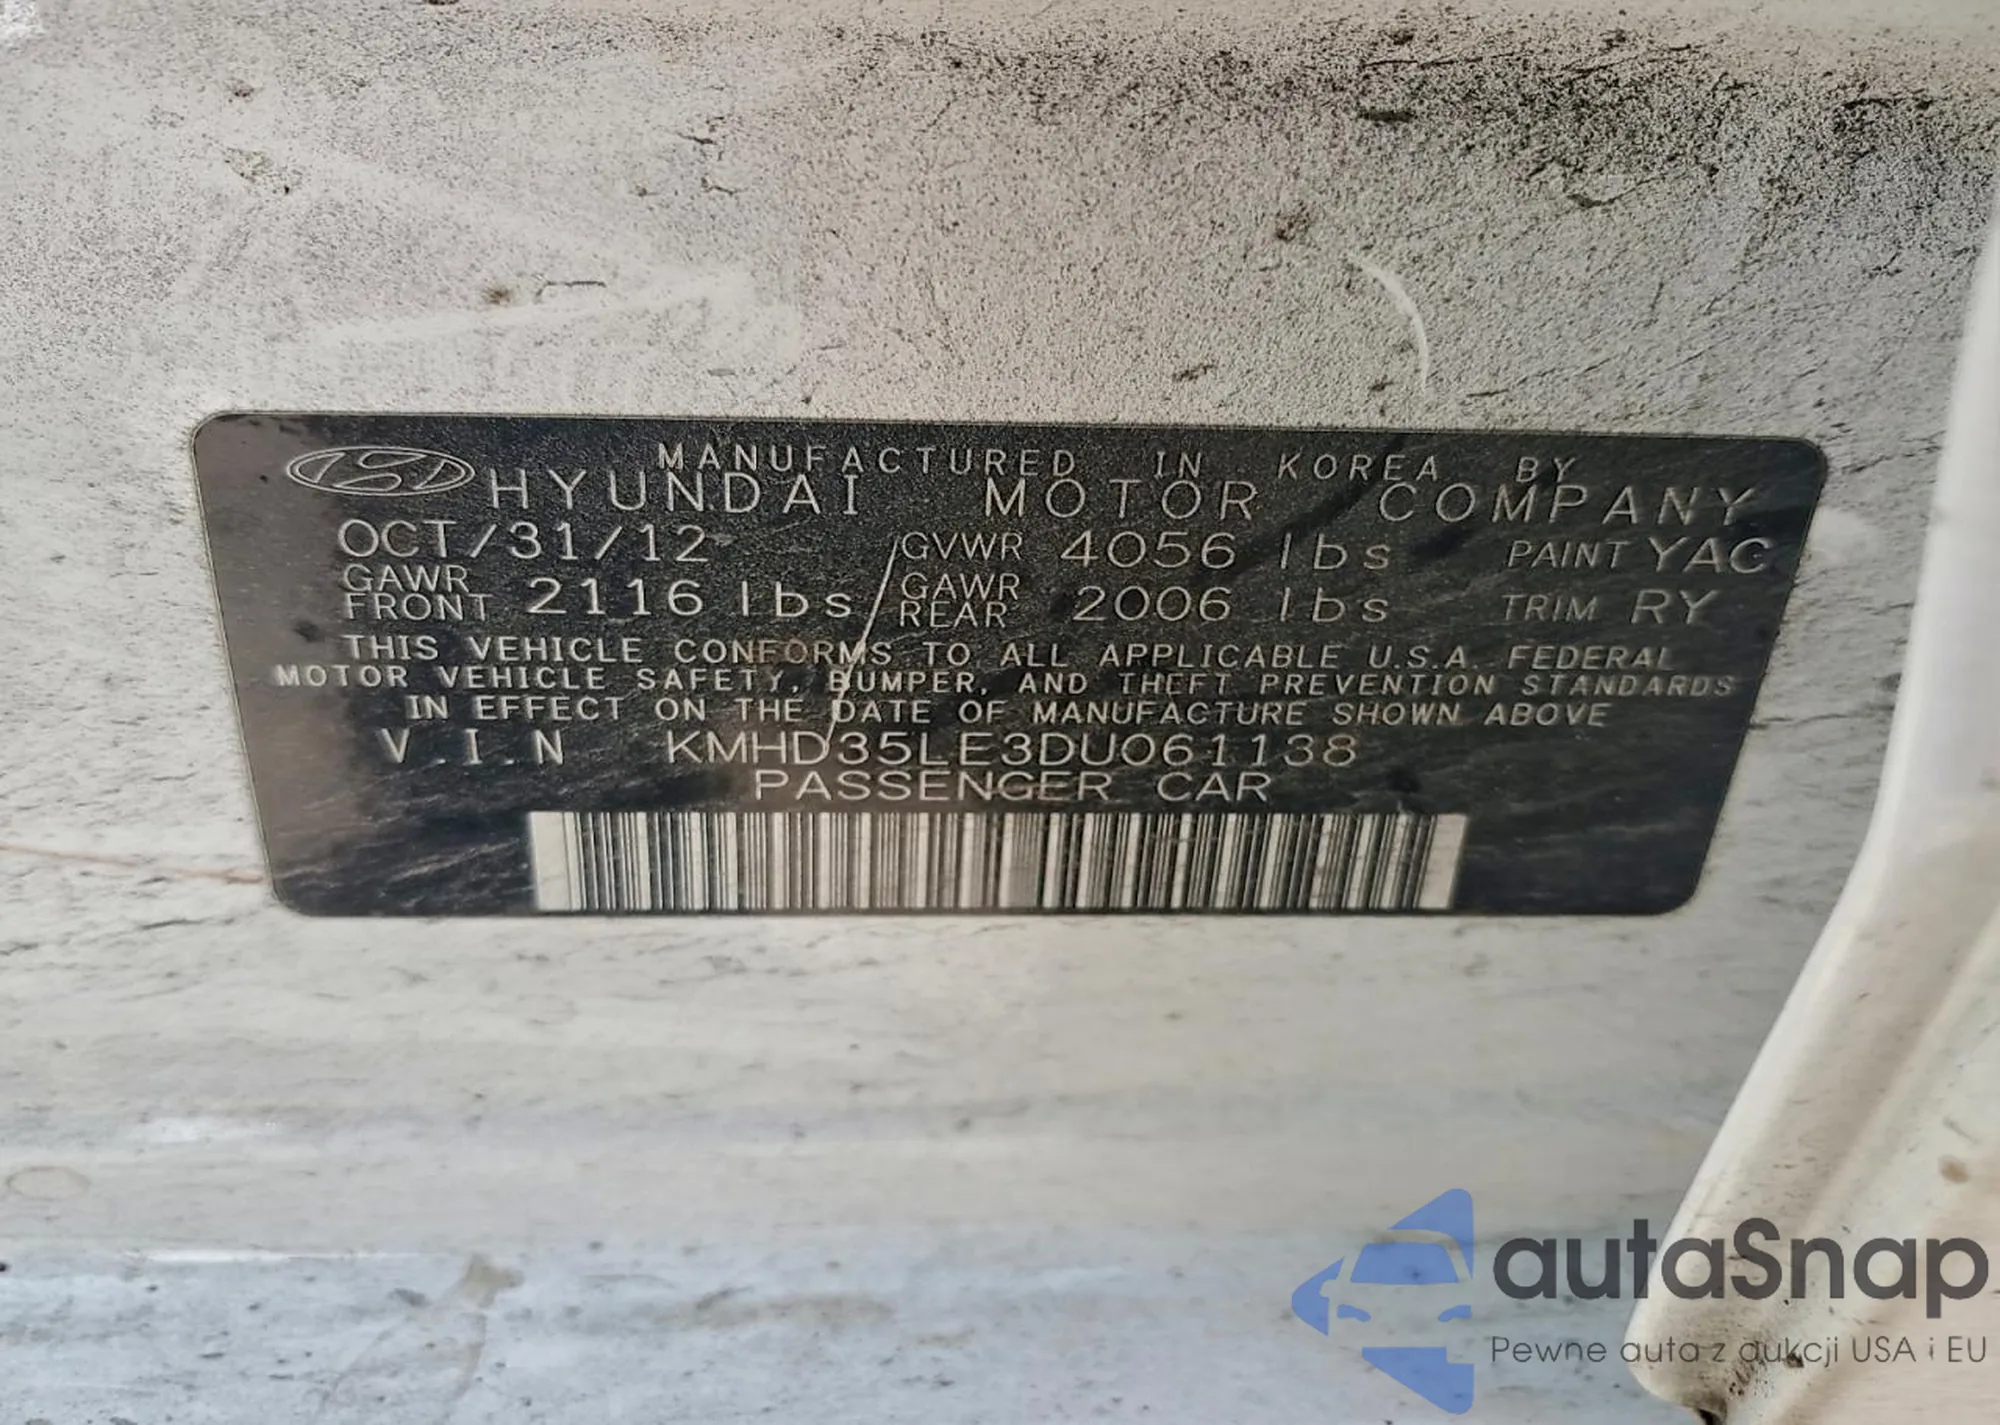 MANUFACTURED IN KOREA BY
HYUNDAI MOTOR COMPANY
OCT/31/12 GVWR 4056 lbs PAINT YAC
GAWR FRONT 2116 lbs GAWR REAR 2006 lbs TRIM RY
THIS VEHICLE CONFORMS TO ALL APPLICABLE U.S.A. FEDERAL
MOTOR VEHICLE SAFETY, BUMPER, AND THEFT PREVENTION STANDARDS
IN EFFECT ON THE DATE OF MANUFACTURE SHOWN ABOVE
V.I.N KMHD35LE3DU061138
PASSENGER CAR
autaSnap
Pewne auta z aukcji USA i EU